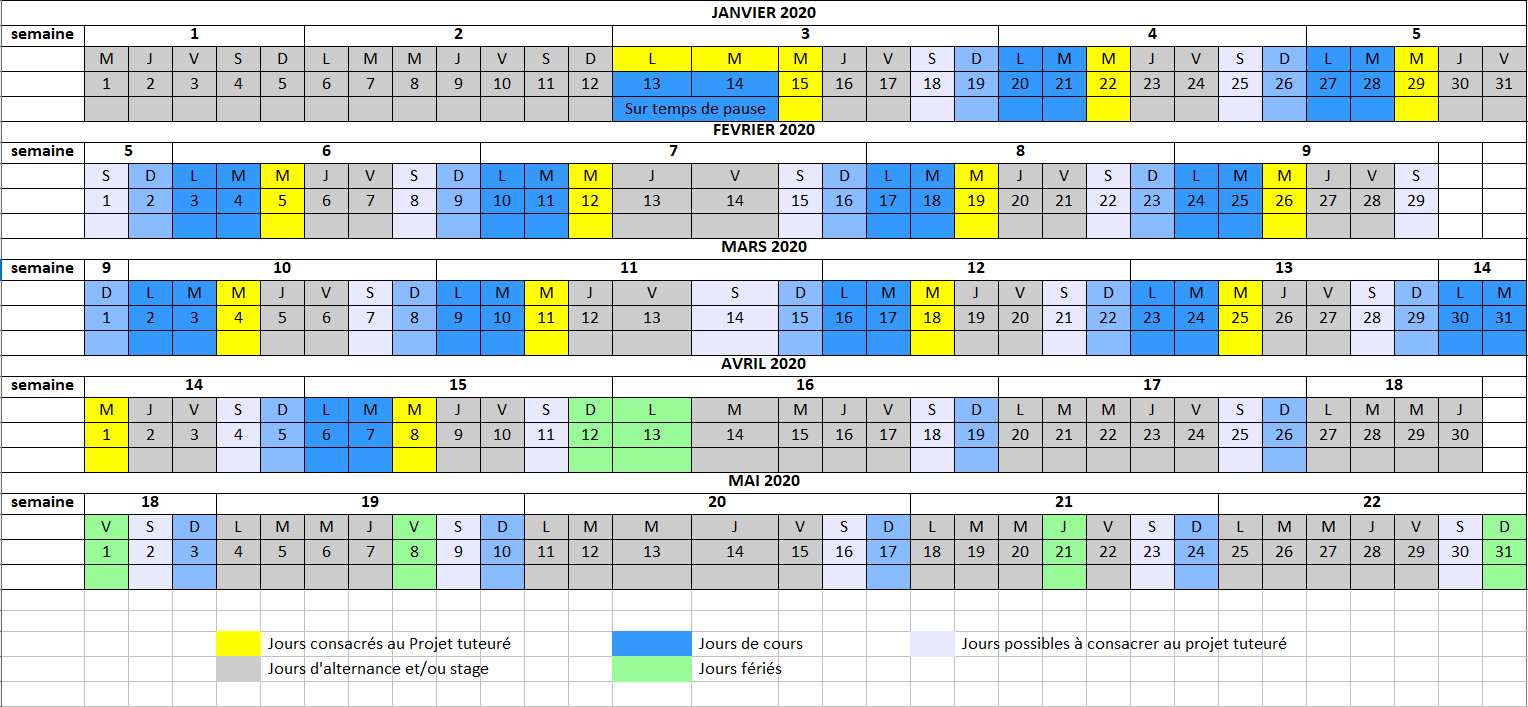 JANVIER 2020
semaine 1 2 3 4 5
M J V S D L M M J V S D L M M J V S D L M M J V S D L M M J V
1 2 3 4 5 6 7 8 9 10 11 12 13 14 15 16 17 18 19 20 21 22 23 24 25 26 27 28 29 30 31
Sur temps de pause
FEVRIER 2020
semaine 5 6 7 8 9
S D L M M J V S D L M M J V S D L M M J V S D L M M J V S
1 2 3 4 5 6 7 8 9 10 11 12 13 14 15 16 17 18 19 20 21 22 23 24 25 26 27 28 29
MARS 2020
semaine 9 10 11 12 13 14
D L M M J V S D L M M J V S D L M M J V S D L M M J V S D L M
1 2 3 4 5 6 7 8 9 10 11 12 13 14 15 16 17 18 19 20 21 22 23 24 25 26 27 28 29 30 31
AVRIL 2020
semaine 14 15 16 17 18
M J V S D L M M J V S D L M M J V S D L M M J V S D L M M J
1 2 3 4 5 6 7 8 9 10 11 12 13 14 15 16 17 18 19 20 21 22 23 24 25 26 27 28 29 30
MAI 2020
semaine 18 19 20 21 22
V S D L M M J V S D L M M J V S D L M M J V S D L M M J V S D
1 2 3 4 5 6 7 8 9 10 11 12 13 14 15 16 17 18 19 20 21 22 23 24 25 26 27 28 29 30 31
Jours consacrés au Projet tuteuré Jours de cours Jours possibles à consacrer au projet tuteuré
Jours d'alternance et/ou stage Jours fériés